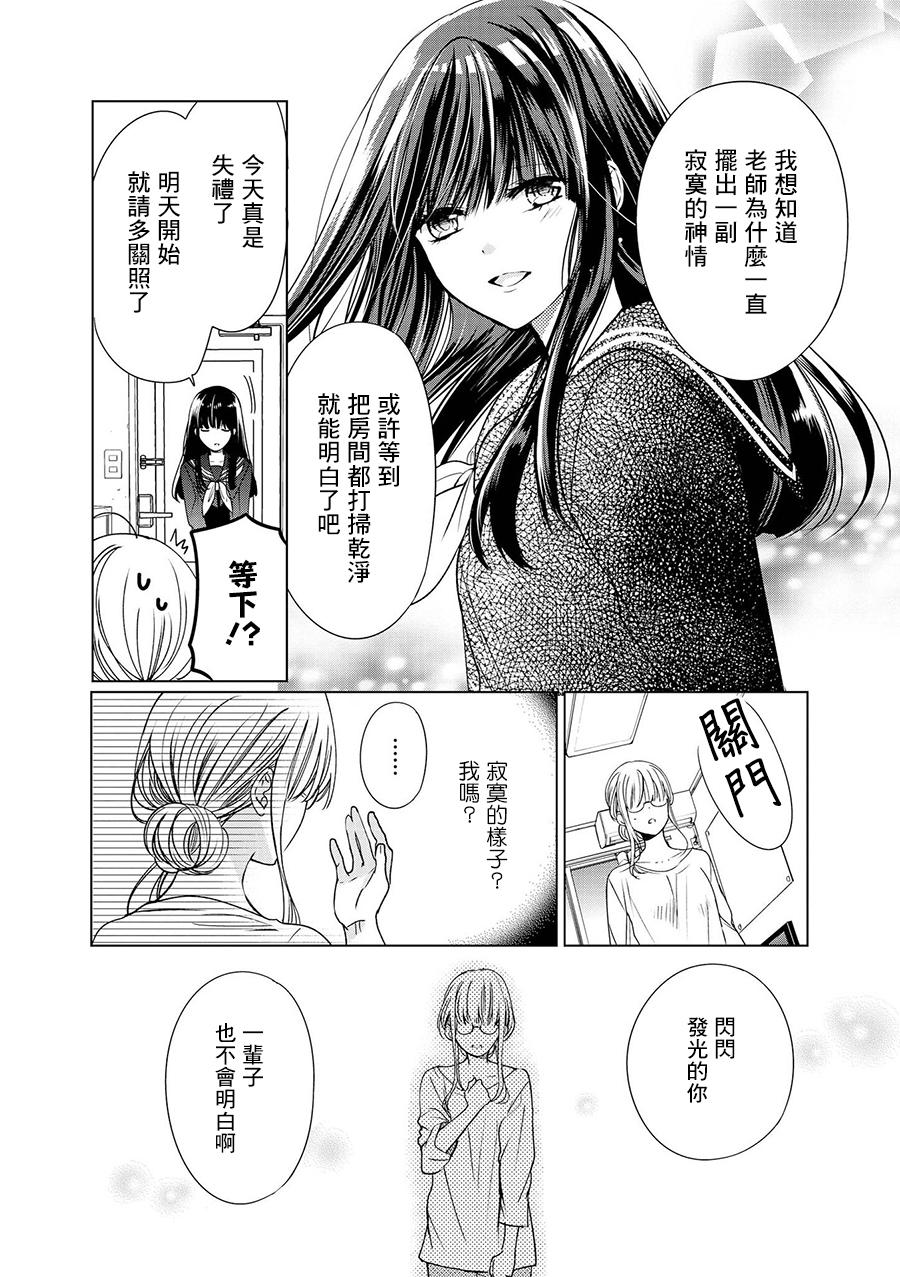 我想知道
老師為什麼一直
擺出一副
寂寞的神情
或許等到
把房間都打掃乾淨
就能明白了吧
今天真是
失禮了
明天開始
就請多關照了
等下!?
關門
寂寞的樣子?
我嗎?
……
閃閃
發光的你
一輩子
也不會明白啊